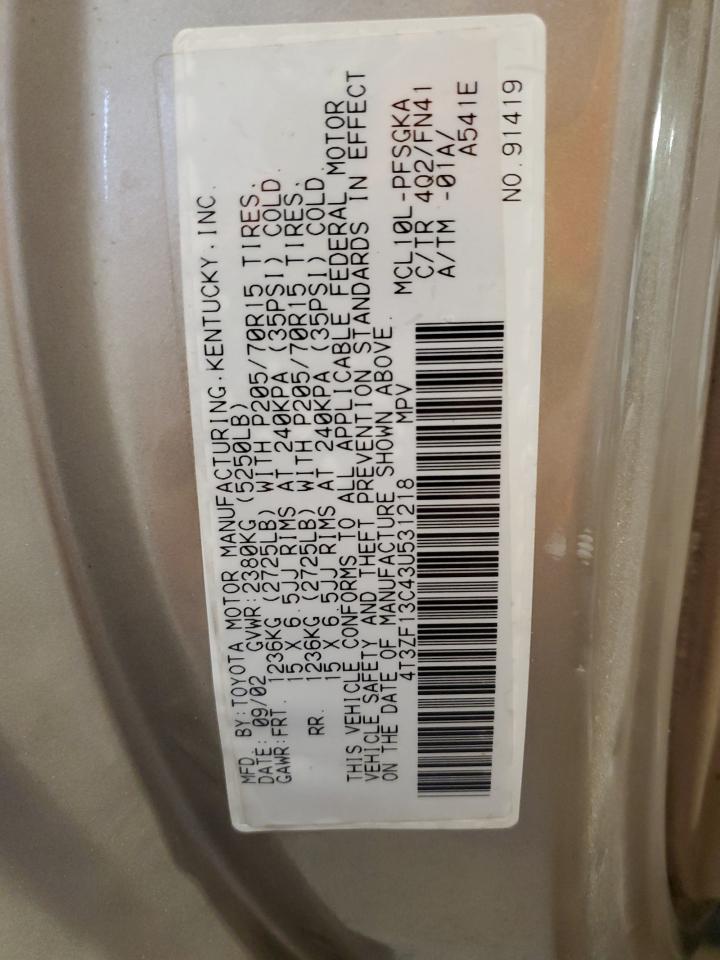 MFD. BY:TOYOTA MOTOR MANUFACTURING.KENTUCKY.INC.
DATE: 09/02 GVWR:2380KG (5250LB)
GAWR:FRT. 1236KG (2725LB) WITH P205/70R15 TIRES.
15 X 6.5JJ RIMS AT 240KPA (35PSI) COLD.
RR. 1236KG (2725LB) WITH P205/70R15 TIRES.
15 X 6.5JJ RIMS AT 240KPA (35PSI) COLD.
THIS VEHICLE CONFORMS TO ALL APPLICABLE FEDERAL MOTOR
VEHICLE SAFETY AND THEFT PREVENTION STANDARDS IN EFFECT
ON THE DATE OF MANUFACTURE SHOWN ABOVE.
4T3ZF13C43U531218 MPV
MCL10L-PFSGKA
C/TR 4Q2/FN41
A/TM -01A/
A541E
NO.91419